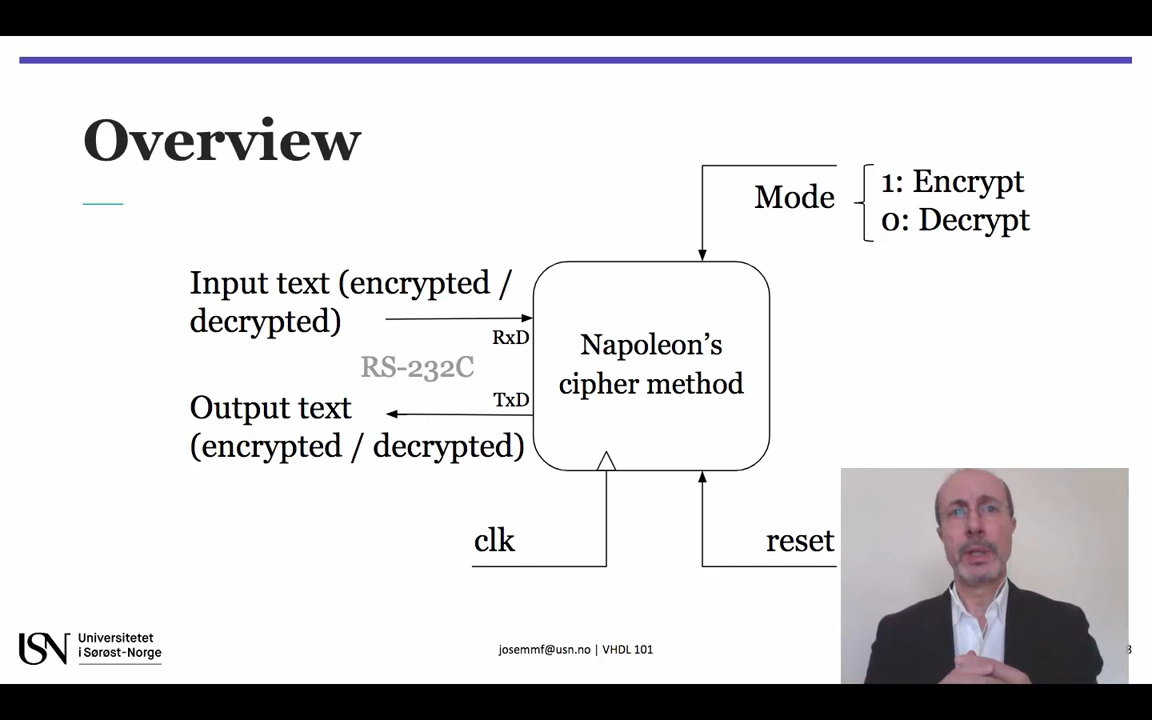 Overview
Mode
1: Encrypt
0: Decrypt
Input text (encrypted /
decrypted)
RxD
RS-232C
Napoleon's
cipher method
TxD
Output text
(encrypted / decrypted)
clk
reset
USN Universitetet
i Sørøst-Norge
josemmf@usn.no | VHDL 101